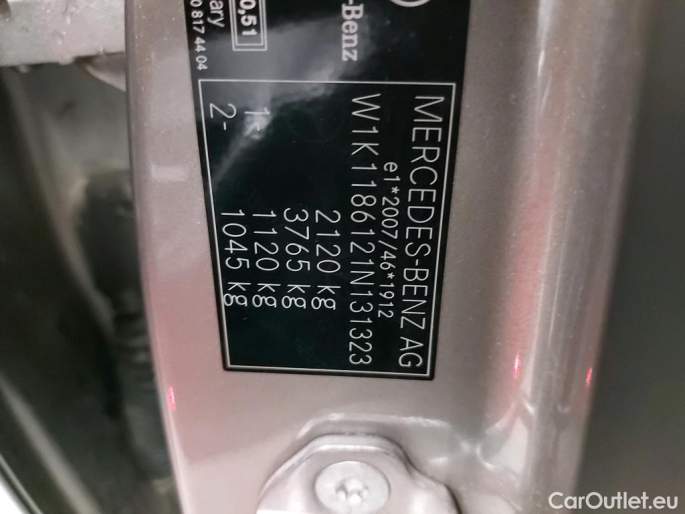 MERCEDES-BENZ AG
e1*2007/46*1912
W1K1186121N131323
2120 kg
3765 kg
1- 1120 kg
2- 1045 kg
-Benz
0,51
ary
0 817 44 04
CarOutlet.eu